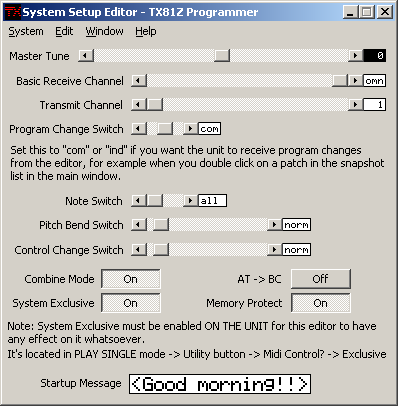 TX System Setup Editor - TX81Z Programmer
System Edit Window Help
Master Tune 0
Basic Receive Channel omn
Transmit Channel 1
Program Change Switch com
Set this to "com" or "ind" if you want the unit to receive program changes
from the editor, for example when you double click on a patch in the snapshot
list in the main window.
Note Switch all
Pitch Bend Switch norm
Control Change Switch norm
Combine Mode On AT -> BC Off
System Exclusive On Memory Protect On
Note: System Exclusive must be enabled ON THE UNIT for this editor to have
any effect on it whatsoever.
It's located in PLAY SINGLE mode -> Utility button -> Midi Control? -> Exclusive
Startup Message <Good morning!!>